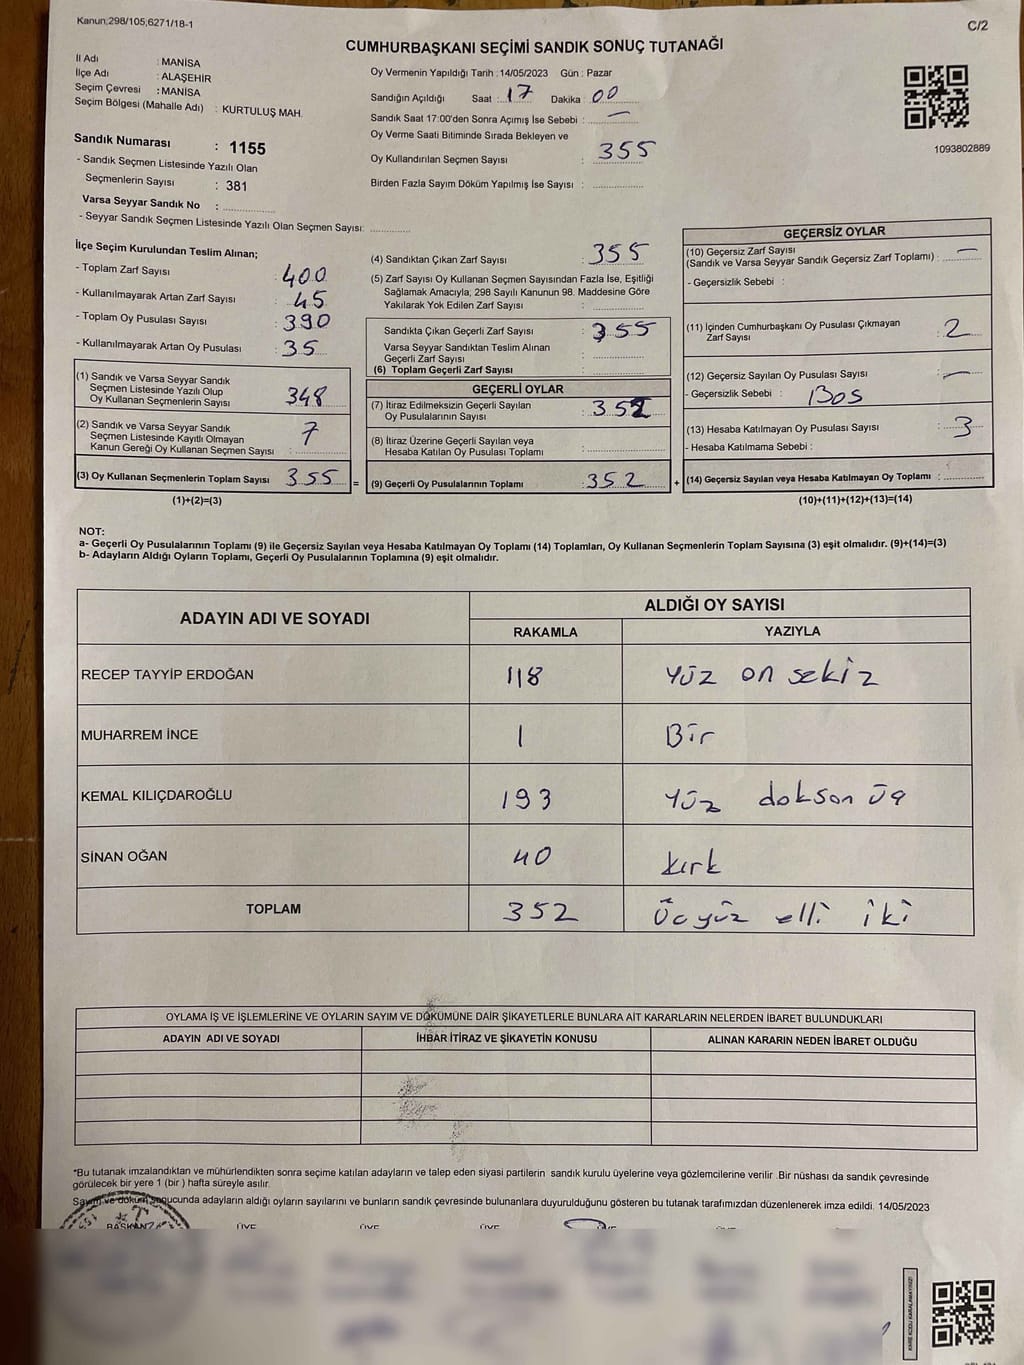 Kanun;298/105;6271/18-1
C/2
CUMHURBAŞKANI SEÇİMİ SANDIK SONUÇ TUTANAĞI
İl Adı : MANİSA
İlçe Adı : ALAŞEHİR
Seçim Çevresi : MANİSA
Seçim Bölgesi (Mahalle Adı) : KURTULUŞ MAH.
Sandık Numarası : 1155
- Sandık Seçmen Listesinde Yazılı Olan
Seçmenlerin Sayısı : 381
Varsa Seyyar Sandık No :
- Seyyar Sandık Seçmen Listesinde Yazılı Olan Seçmen Sayısı:
Oy Vermenin Yapıldığı Tarih :14/05/2023 Gün : Pazar
Sandığın Açıldığı Saat : 17 Dakika : 00
Sandık Saat 17:00'den Sonra Açımış İse Sebebi : —
Oy Verme Saati Bitiminde Sırada Bekleyen ve
Oy Kullandırılan Seçmen Sayısı : 355
Birden Fazla Sayım Döküm Yapılmış İse Sayısı :
1093802889
İlçe Seçim Kurulundan Teslim Alınan;
- Toplam Zarf Sayısı : 400
- Kullanılmayarak Artan Zarf Sayısı : 45
- Toplam Oy Pusulası Sayısı : 390
- Kullanılmayarak Artan Oy Pusulası : 35
(1) Sandık ve Varsa Seyyar Sandık
Seçmen Listesinde Yazılı Olup
Oy Kullanan Seçmenlerin Sayısı : 348
(2) Sandık ve Varsa Seyyar Sandık
Seçmen Listesinde Kayıtlı Olmayan
Kanun Gereği Oy Kullanan Seçmen Sayısı : 7
(3) Oy Kullanan Seçmenlerin Toplam Sayısı : 355
(1)+(2)=(3)
=
(4) Sandıktan Çıkan Zarf Sayısı : 355
(5) Zarf Sayısı Oy Kullanan Seçmen Sayısından Fazla İse, Eşitliği
Sağlamak Amacıyla; 298 Sayılı Kanunun 98. Maddesine Göre
Yakılarak Yok Edilen Zarf Sayısı :
Sandıkta Çıkan Geçerli Zarf Sayısı : 355
Varsa Seyyar Sandıktan Teslim Alınan
Geçerli Zarf Sayısı :
(6) Toplam Geçerli Zarf Sayısı :
GEÇERLİ OYLAR
(7) İtiraz Edilmeksizin Geçerli Sayılan
Oy Pusulalarının Sayısı : 352
(8) İtiraz Üzerine Geçerli Sayılan veya
Hesaba Katılan Oy Pusulası Toplamı :
(9) Geçerli Oy Pusulalarının Toplamı : 352
+
GEÇERSİZ OYLAR
(10) Geçersiz Zarf Sayısı
(Sandık ve Varsa Seyyar Sandık Geçersiz Zarf Toplamı) : —
- Geçersizlik Sebebi :
(11) İçinden Cumhurbaşkanı Oy Pusulası Çıkmayan
Zarf Sayısı : 2
(12) Geçersiz Sayılan Oy Pusulası Sayısı : —
- Geçersizlik Sebebi : Bos
(13) Hesaba Katılmayan Oy Pusulası Sayısı : 3
- Hesaba Katılmama Sebebi :
(14) Geçersiz Sayılan veya Hesaba Katılmayan Oy Toplamı :
(10)+(11)+(12)+(13)=(14)
NOT:
a- Geçerli Oy Pusulalarının Toplamı (9) ile Geçersiz Sayılan veya Hesaba Katılmayan Oy Toplamı (14) Toplamları, Oy Kullanan Seçmenlerin Toplam Sayısına (3) eşit olmalıdır. (9)+(14)=(3)
b- Adayların Aldığı Oyların Toplamı, Geçerli Oy Pusulalarının Toplamına (9) eşit olmalıdır.
ADAYIN ADI VE SOYADI
ALDIĞI OY SAYISI
RAKAMLA YAZIYLA
RECEP TAYYİP ERDOĞAN 118 yüz on sekiz
MUHARREM İNCE 1 Bir
KEMAL KILIÇDAROĞLU 193 yüz dokson üç
SİNAN OĞAN 40 kırk
TOPLAM 352 Üçyüz elli iki
OYLAMA İŞ VE İŞLEMLERİNE VE OYLARIN SAYIM VE DÖKÜMÜNE DAİR ŞİKAYETLERLE BUNLARA AİT KARARLARIN NELERDEN İBARET BULUNDUKLARI
ADAYIN ADI VE SOYADI İHBAR İTİRAZ VE ŞİKAYETİN KONUSU ALINAN KARARIN NEDEN İBARET OLDUĞU
*Bu tutanak imzalandıktan ve mühürlendikten sonra seçime katılan adayların ve talep eden siyasi partilerin sandık kurulu üyelerine veya gözlemcilerine verilir .Bir nüshası da sandık çevresinde
görülecek bir yere 1 (bir ) hafta süreyle asılır.
Sayım ve döküm sonucunda adayların aldığı oyların sayılarını ve bunların sandık çevresinde bulunanlara duyurulduğunu gösteren bu tutanak tarafımızdan düzenlenerek imza edildi. 14/05/2023
BAŞKAN ÜYE ÜYE ÜYE